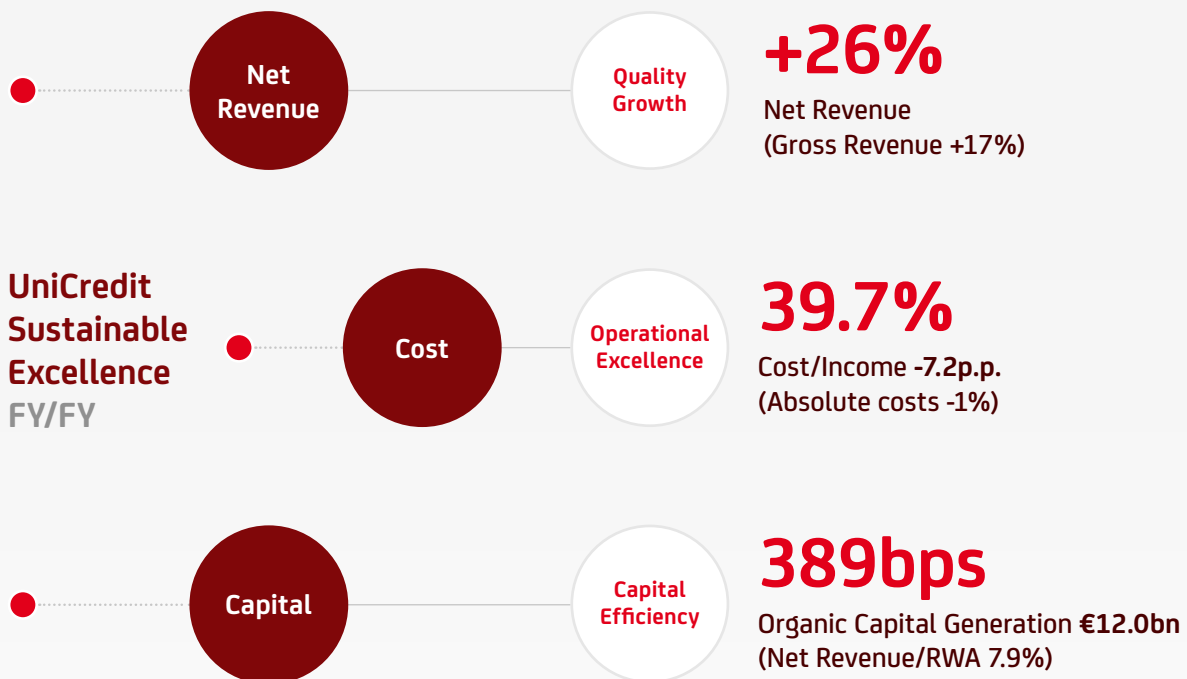 Net
Revenue
Quality
Growth
+26%
Net Revenue
(Gross Revenue +17%)
UniCredit
Sustainable
Excellence
FY/FY
Cost
Operational
Excellence
39.7%
Cost/Income -7.2p.p.
(Absolute costs -1%)
Capital
Capital
Efficiency
389bps
Organic Capital Generation €12.0bn
(Net Revenue/RWA 7.9%)